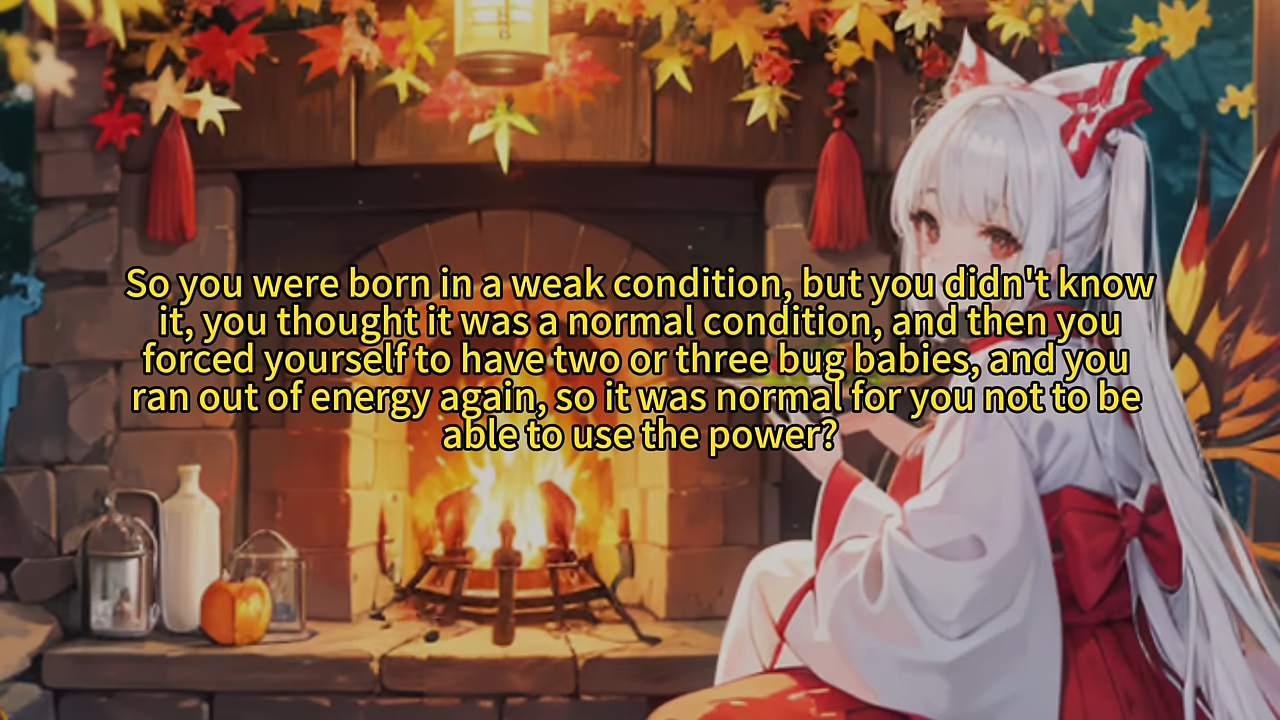 So you were born in a weak condition, but you didn't know
it, you thought it was a normal condition, and then you
forced yourself to have two or three bug babies, and you
ran out of energy again, so it was normal for you not to be
able to use the power?